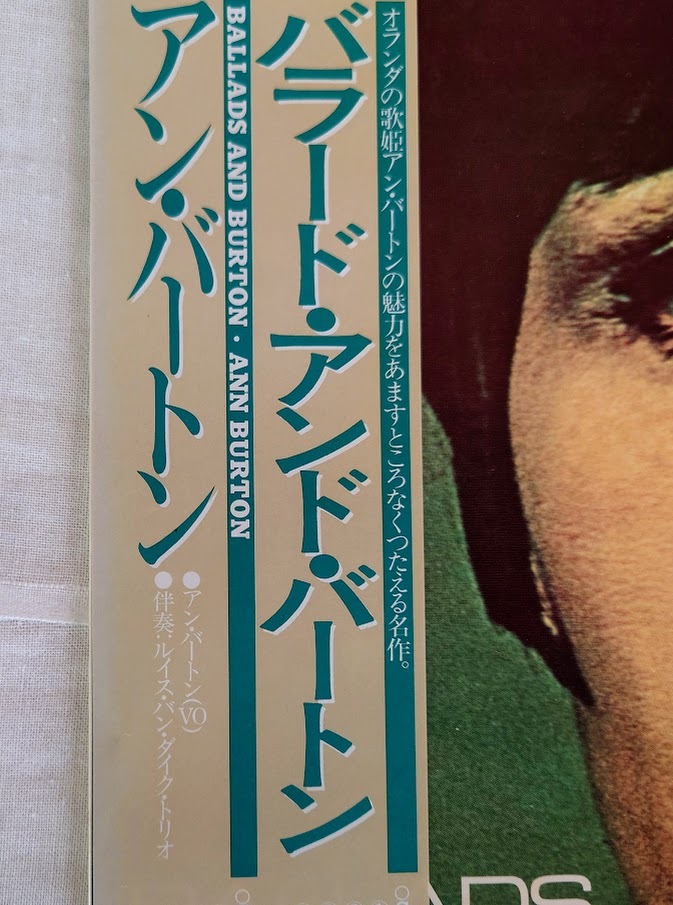 オランダの歌姫アン・バートンの魅力をあますところなくつたえる名作。
バラード・アンド・バートン
BALLADS AND BURTON・ANN BURTON
アン・バートン
●アン・バートン(VO)
●伴奏:ルイス・バン・ダイク・トリオ
ADS